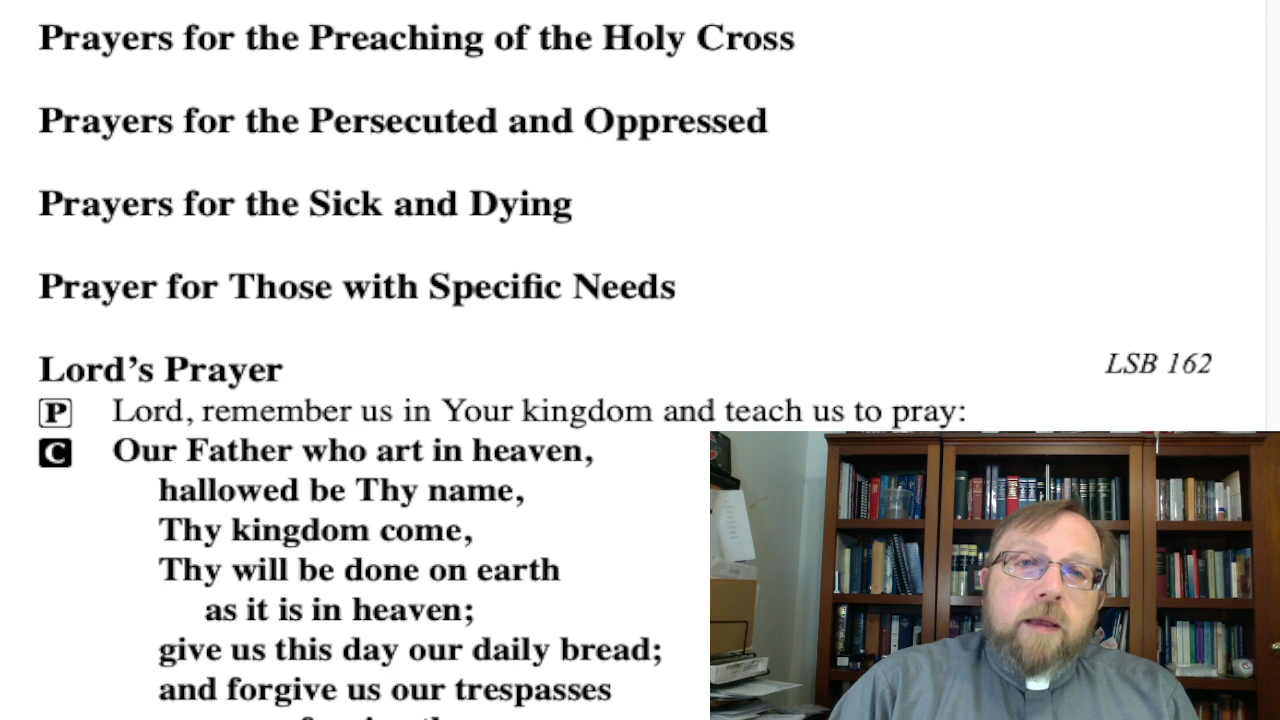 Prayers for the Preaching of the Holy Cross
Prayers for the Persecuted and Oppressed
Prayers for the Sick and Dying
Prayer for Those with Specific Needs
Lord’s Prayer LSB 162
P Lord, remember us in Your kingdom and teach us to pray:
C Our Father who art in heaven,
hallowed be Thy name,
Thy kingdom come,
Thy will be done on earth
as it is in heaven;
give us this day our daily bread;
and forgive us our trespasses